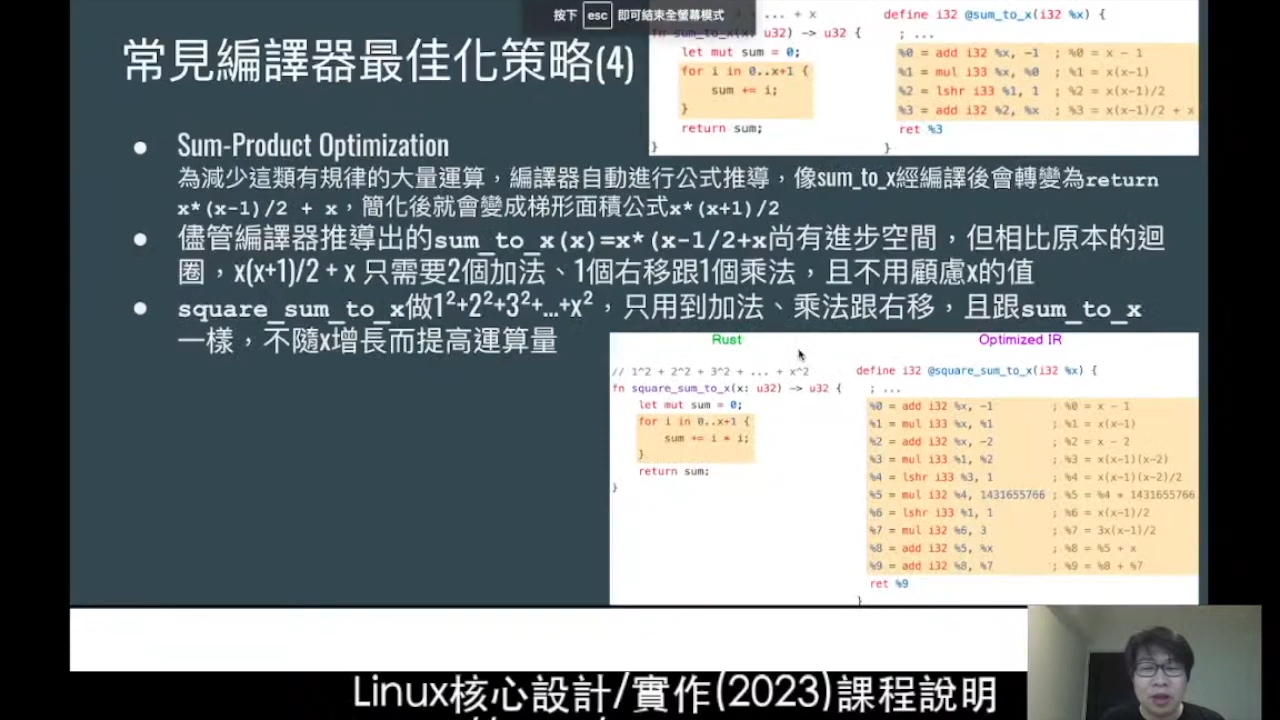 按下 esc 即可結束全螢幕模式
常見編譯器最佳化策略(4)
... + x
fn sum_to_x(x: u32) -> u32 {
let mut sum = 0;
for i in 0..x+1 {
sum += i;
}
return sum;
}
define i32 @sum_to_x(i32 %x) {
; ...
%0 = add i32 %x, -1 ; %0 = x - 1
%1 = mul i33 %x, %0 ; %1 = x(x-1)
%2 = lshr i33 %1, 1 ; %2 = x(x-1)/2
%3 = add i32 %2, %x ; %3 = x(x-1)/2 + x
ret %3
}
● Sum-Product Optimization
為減少這類有規律的大量運算，編譯器自動進行公式推導，像sum_to_x經編譯後會轉變為return
x*(x-1)/2 + x，簡化後就會變成梯形面積公式x*(x+1)/2
● 儘管編譯器推導出的sum_to_x(x)=x*(x-1/2+x尚有進步空間，但相比原本的迴
圈，x(x+1)/2 + x 只需要2個加法、1個右移跟1個乘法，且不用顧慮x的值
● square_sum_to_x做1²+2²+3²+...+x²，只用到加法、乘法跟右移，且跟sum_to_x
一樣，不隨x增長而提高運算量
Rust
// 1^2 + 2^2 + 3^2 + ... + x^2
fn square_sum_to_x(x: u32) -> u32 {
let mut sum = 0;
for i in 0..x+1 {
sum += i * i;
}
return sum;
}
Optimized IR
define i32 @square_sum_to_x(i32 %x) {
; ...
%0 = add i32 %x, -1 ; %0 = x - 1
%1 = mul i33 %x, %1 ; %1 = x(x-1)
%2 = add i32 %x, -2 ; %2 = x - 2
%3 = mul i33 %1, %2 ; %3 = x(x-1)(x-2)
%4 = lshr i33 %3, 1 ; %4 = x(x-1)(x-2)/2
%5 = mul i32 %4, 1431655766 ; %5 = %4 + 1431655766
%6 = lshr i33 %1, 1 ; %6 = x(x-1)/2
%7 = mul i32 %6, 3 ; %7 = 3x(x-1)/2
%8 = add i32 %5, %x ; %8 = %5 + x
%9 = add i32 %8, %7 ; %9 = %8 + %7
ret %9
}
Linux核心設計/實作(2023)課程說明